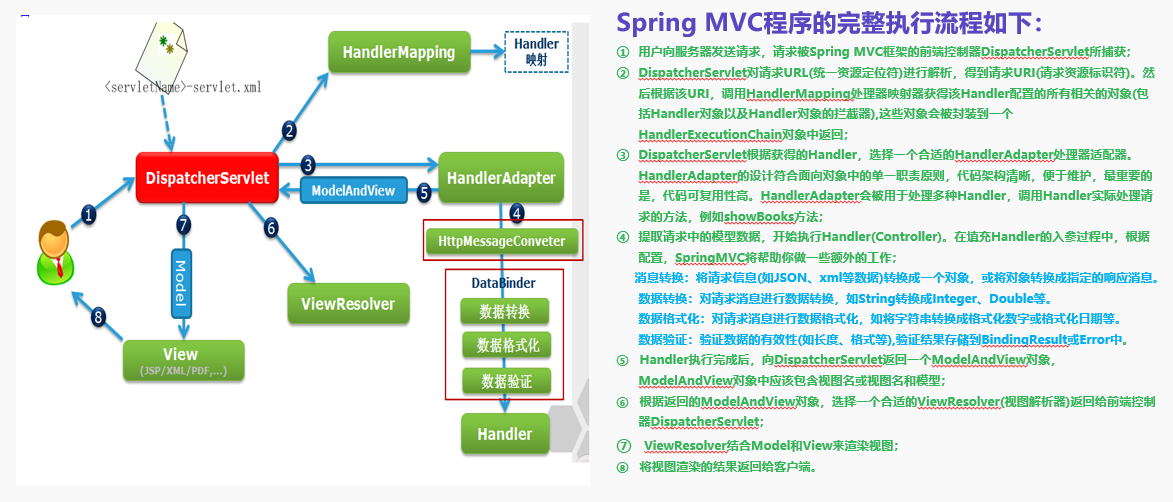 <servletName>-servlet.xml
HandlerMapping
Handler
映射
2
3
DispatcherServlet
ModelAndView
5
HandlerAdapter
1
4
7
6
HttpMessageConveter
Model
DataBinder
ViewResolver
数据转换
8
数据格式化
View
(JSP/XML/PDF,...)
数据验证
Handler
Spring MVC程序的完整执行流程如下：
① 用户向服务器发送请求，请求被Spring MVC框架的前端控制器DispatcherServlet所捕获；
② DispatcherServlet对请求URL(统一资源定位符)进行解析，得到请求URI(请求资源标识符)。然
后根据该URI，调用HandlerMapping处理器映射器获得该Handler配置的所有相关的对象(包
括Handler对象以及Handler对象的拦截器),这些对象会被封装到一个
HandlerExecutionChain对象中返回；
③ DispatcherServlet根据获得的Handler，选择一个合适的HandlerAdapter处理器适配器。
HandlerAdapter的设计符合面向对象中的单一职责原则，代码架构清晰，便于维护，最重要的
是，代码可复用性高。HandlerAdapter会被用于处理多种Handler，调用Handler实际处理请
求的方法，例如showBooks方法；
④ 提取请求中的模型数据，开始执行Handler(Controller)。在填充Handler的入参过程中，根据
配置，SpringMVC将帮助你做一些额外的工作：
消息转换：将请求信息(如JSON、xml等数据)转换成一个对象，或将对象转换成指定的响应消息。
数据转换：对请求消息进行数据转换，如String转换成Integer、Double等。
数据格式化：对请求消息进行数据格式化，如将字符串转换成格式化数字或格式化日期等。
数据验证：验证数据的有效性(如长度、格式等),验证结果存储到BindingResult或Error中。
⑤ Handler执行完成后，向DispatcherServlet返回一个ModelAndView对象，
ModelAndView对象中应该包含视图名或视图名和模型；
⑥ 根据返回的ModelAndView对象，选择一个合适的ViewResolver(视图解析器)返回给前端控制
器DispatcherServlet；
⑦ ViewResolver结合Model和View来渲染视图；
⑧ 将视图渲染的结果返回给客户端。